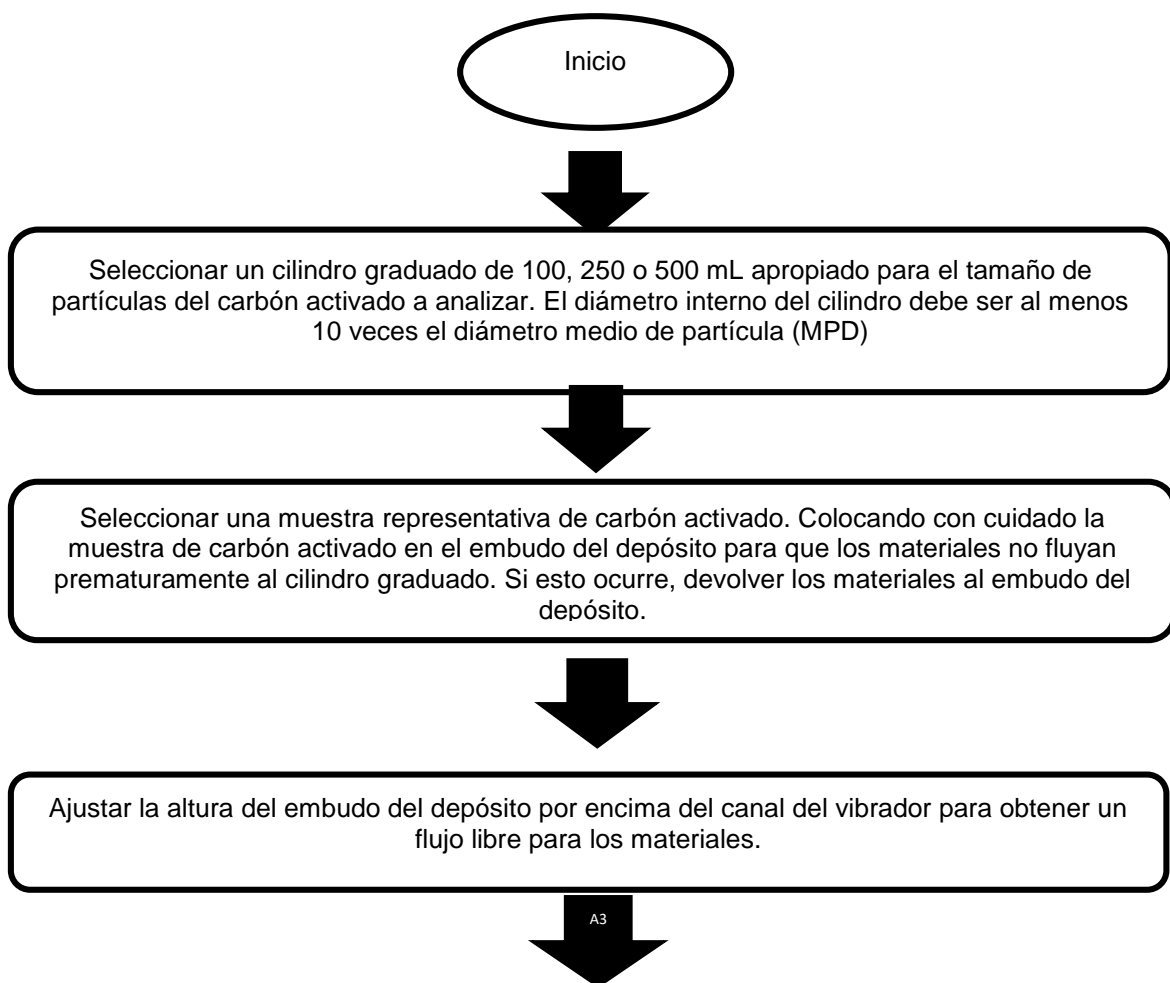 Inicio
Seleccionar un cilindro graduado de 100, 250 o 500 mL apropiado para el tamaño de
partículas del carbón activado a analizar. El diámetro interno del cilindro debe ser al menos
10 veces el diámetro medio de partícula (MPD)
Seleccionar una muestra representativa de carbón activado. Colocando con cuidado la
muestra de carbón activado en el embudo del depósito para que los materiales no fluyan
prematuramente al cilindro graduado. Si esto ocurre, devolver los materiales al embudo del
depósito.
Ajustar la altura del embudo del depósito por encima del canal del vibrador para obtener un
flujo libre para los materiales.
A3